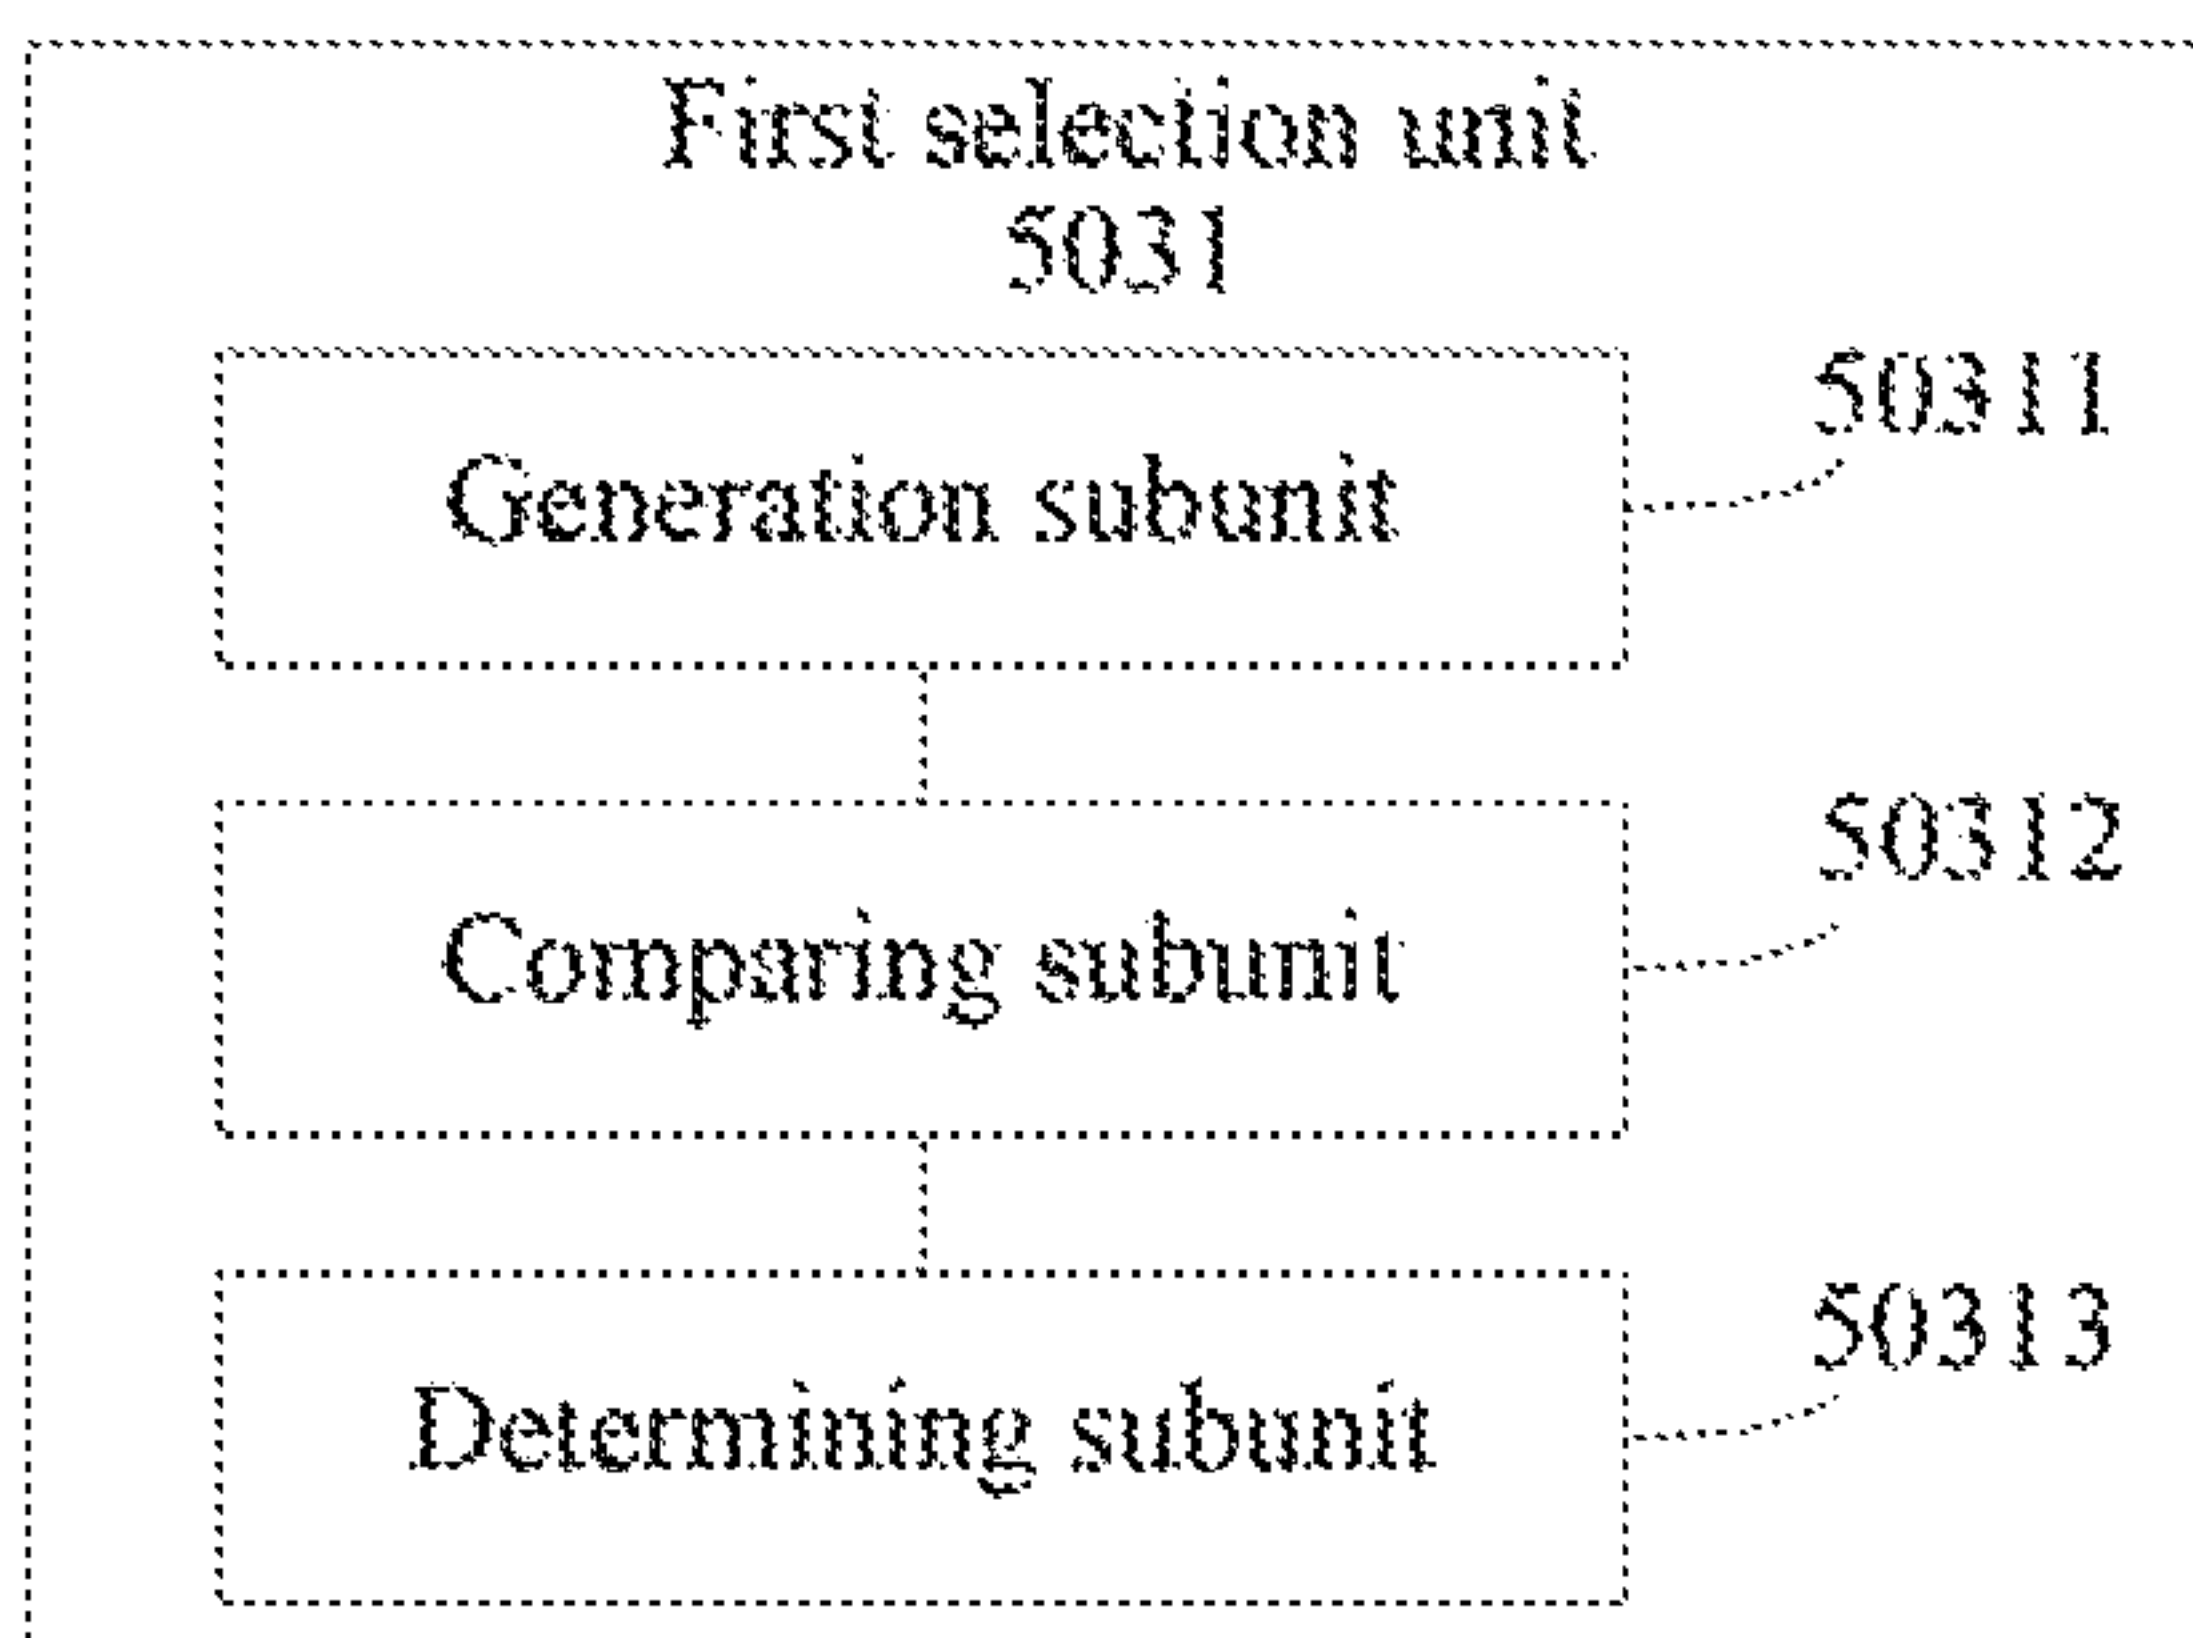 First selection unit
5031
50311
Generation subunit
50312
Comparing subunit
50313
Determining subunit